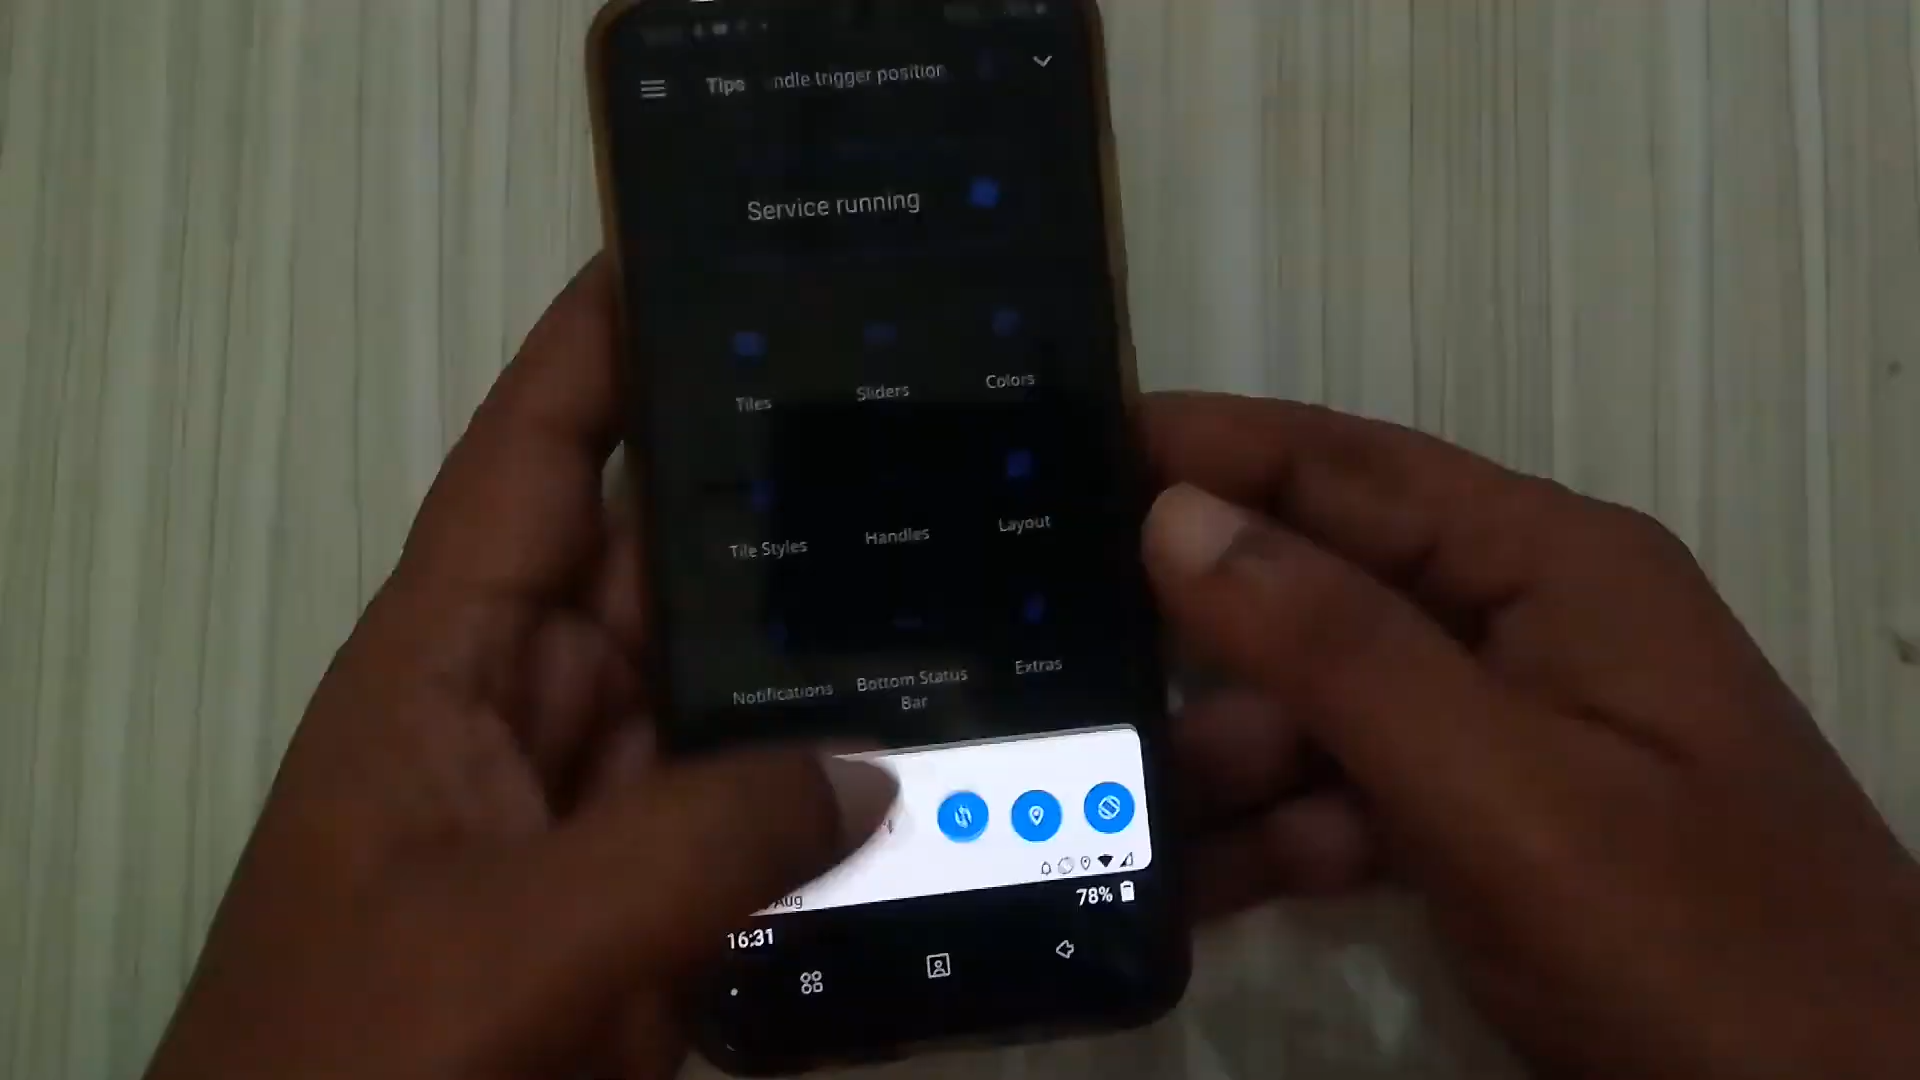 Tips ndle trigger position
Service running
Tiles Sliders Colors
Tile Styles Handles Layout
Notifications Bottom Status Extras
Bar
Aug
78%
16:31